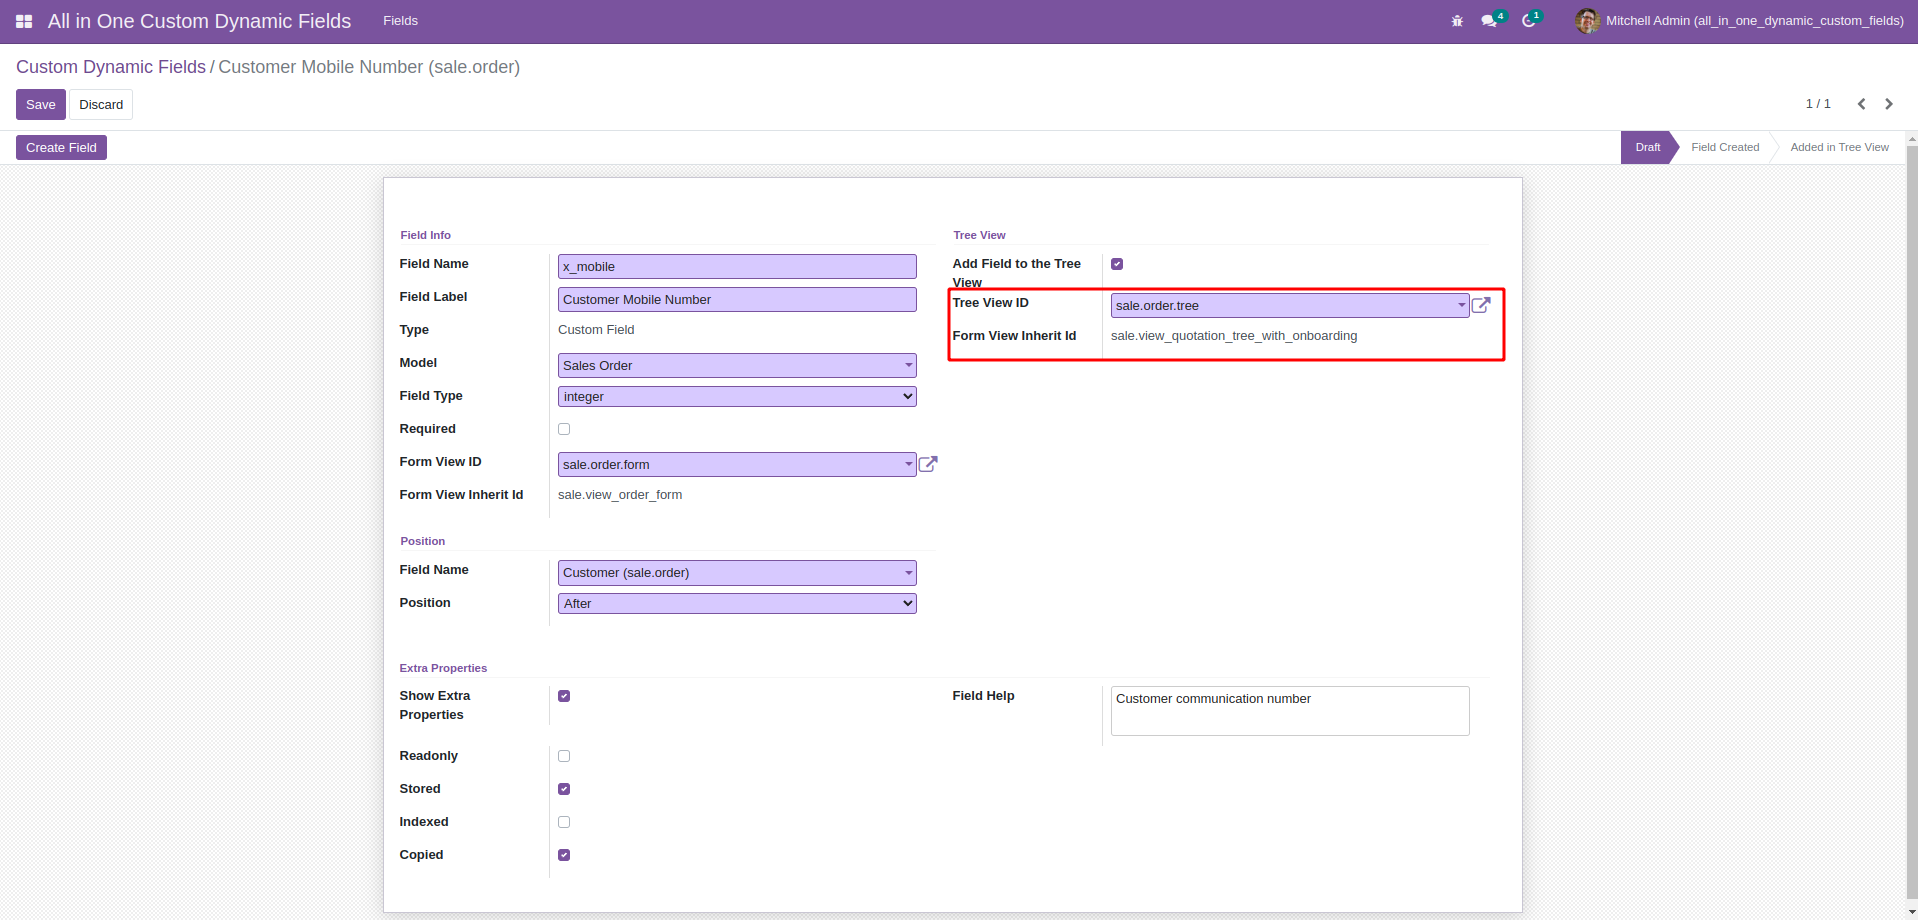 All in One Custom Dynamic Fields Fields 4 1 Mitchell Admin (all_in_one_dynamic_custom_fields)
Custom Dynamic Fields / Customer Mobile Number (sale.order)
Save Discard 1 / 1
Create Field Draft Field Created Added in Tree View
Field Info
Field Name x_mobile
Field Label Customer Mobile Number
Type Custom Field
Model Sales Order
Field Type integer
Required
Form View ID sale.order.form
Form View Inherit Id sale.view_order_form
Tree View
Add Field to the Tree
View
Tree View ID sale.order.tree
Form View Inherit Id sale.view_quotation_tree_with_onboarding
Position
Field Name Customer (sale.order)
Position After
Extra Properties
Show Extra
Properties
Field Help Customer communication number
Readonly
Stored
Indexed
Copied